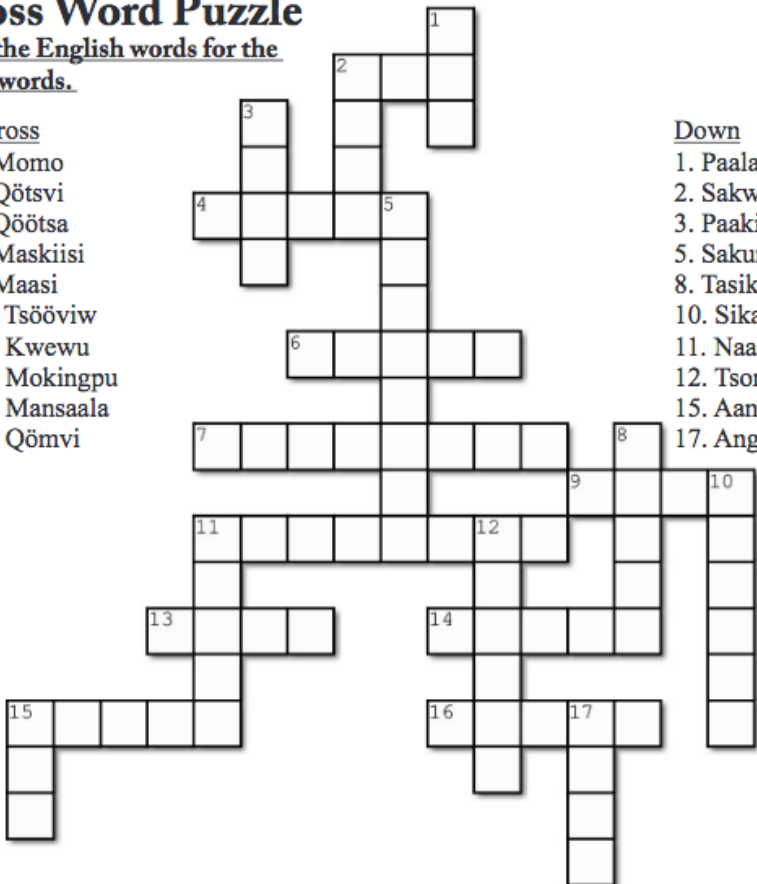 oss Word Puzzle
the English words for the
words.
ross
Momo
Qötsvi
Qöötsa
Maskiisi
Maasi
Tsööviw
Kwewu
Mokingpu
Mansaala
Qömvi
Down
1. Paala
2. Sakw
3. Paaki
5. Saku
8. Tasik
10. Sika
11. Naa
12. Tso
15. Aan
17. Ang
1
2
3
4
5
6
7
8
9
10
11
12
13
14
15
16
17